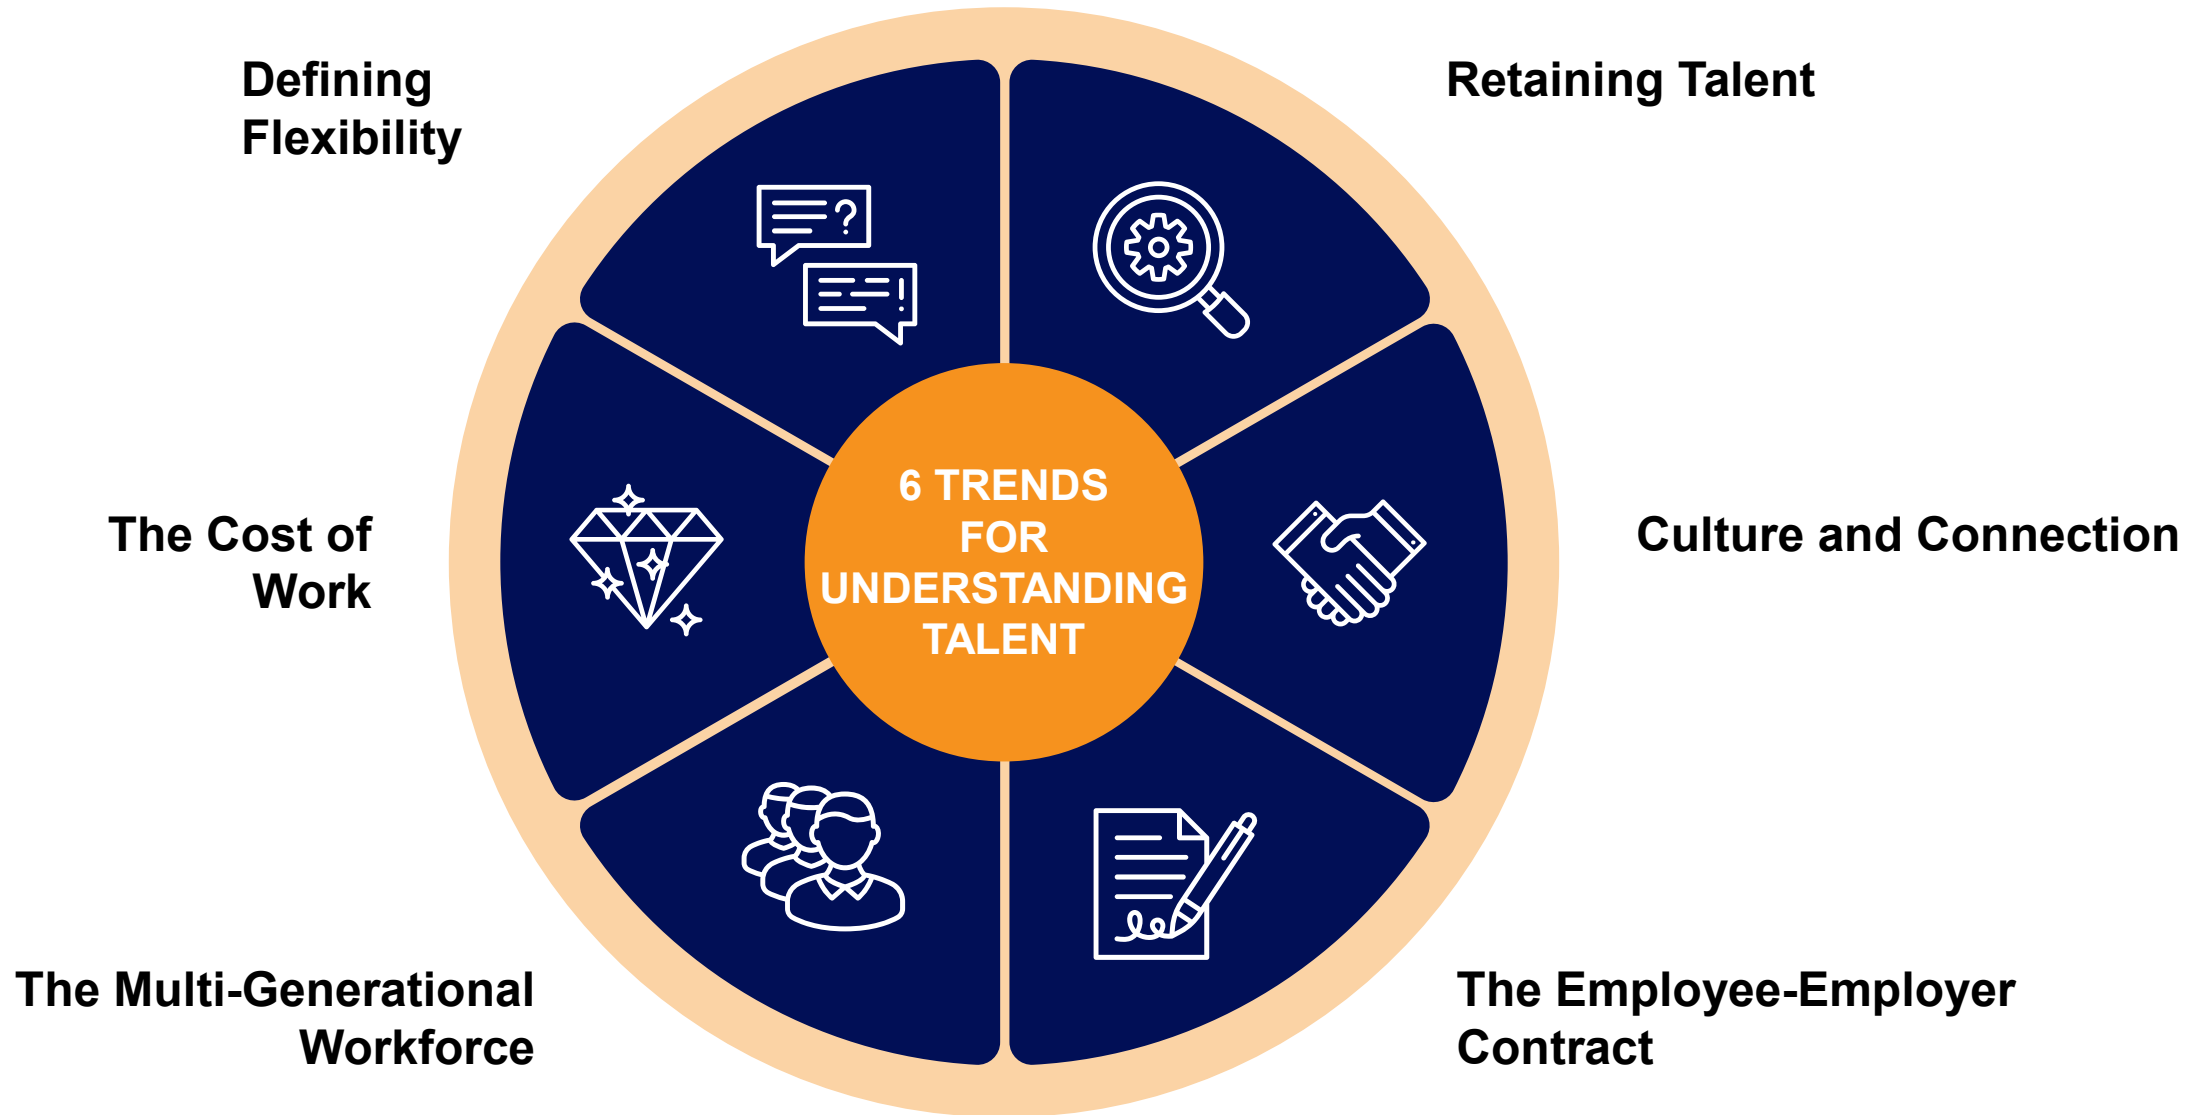 Defining
Flexibility
Retaining Talent
6 TRENDS
FOR
UNDERSTANDING
TALENT
The Cost of
Work
Culture and Connection
The Multi-Generational
Workforce
The Employee-Employer
Contract